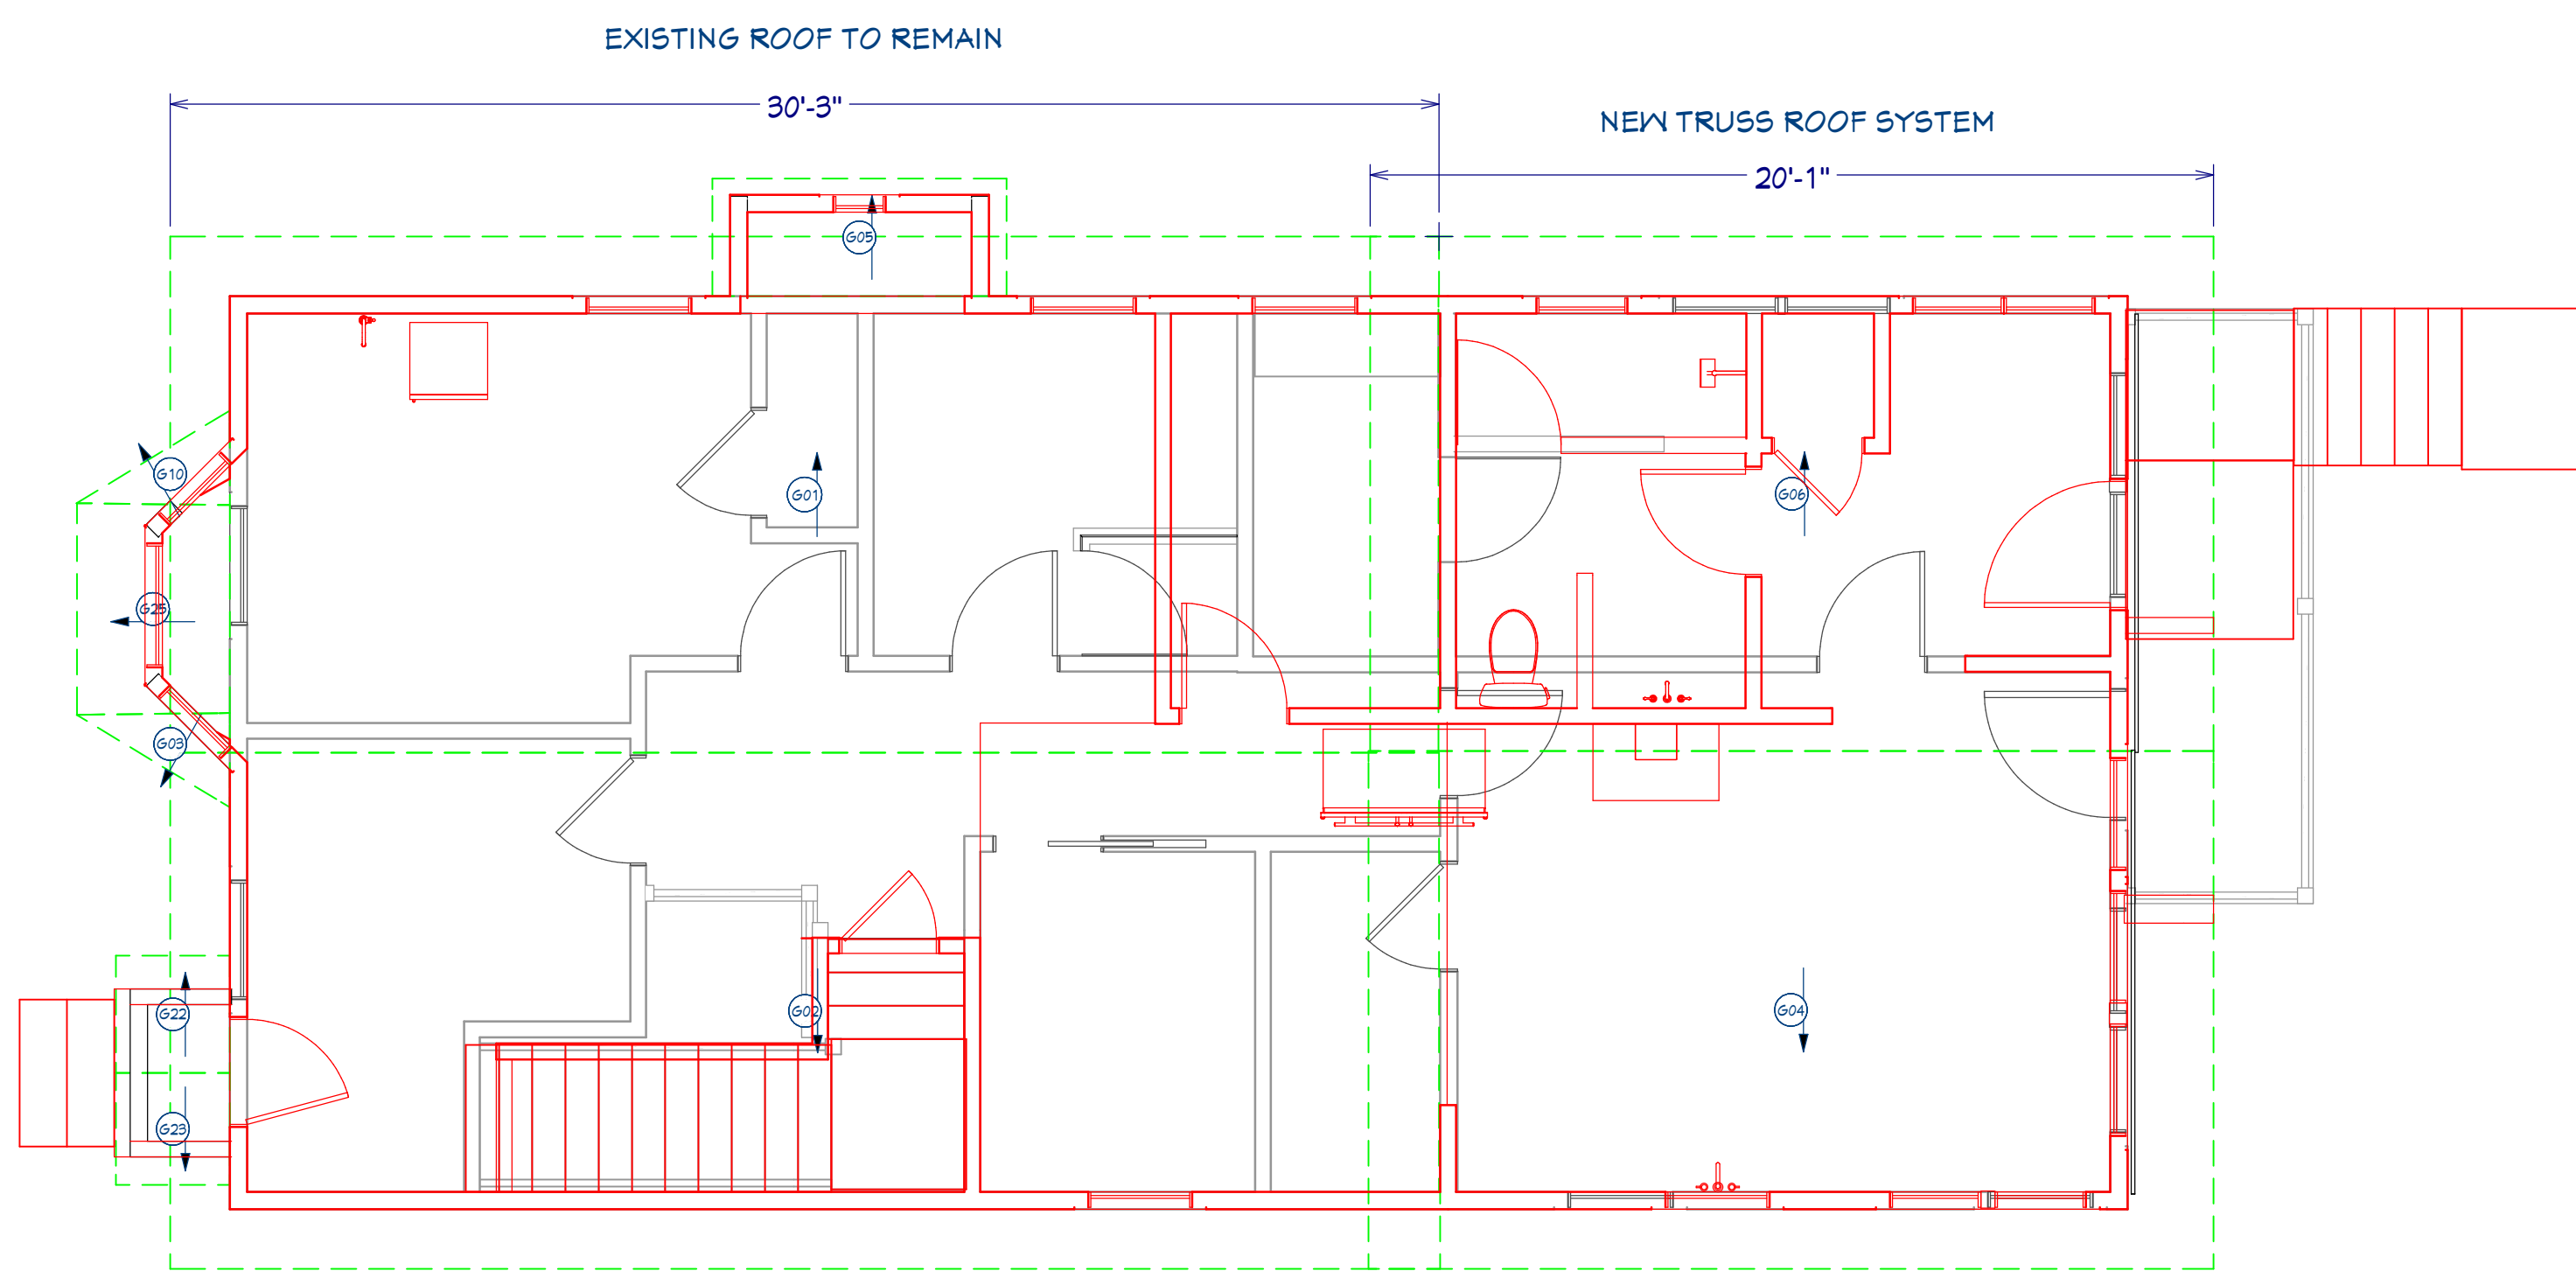 EXISTING ROOF TO REMAIN
30'-3"
NEW TRUSS ROOF SYSTEM
20'-1"
G05
G10
G01
G06
G25
G03
G22
G02
G04
G23